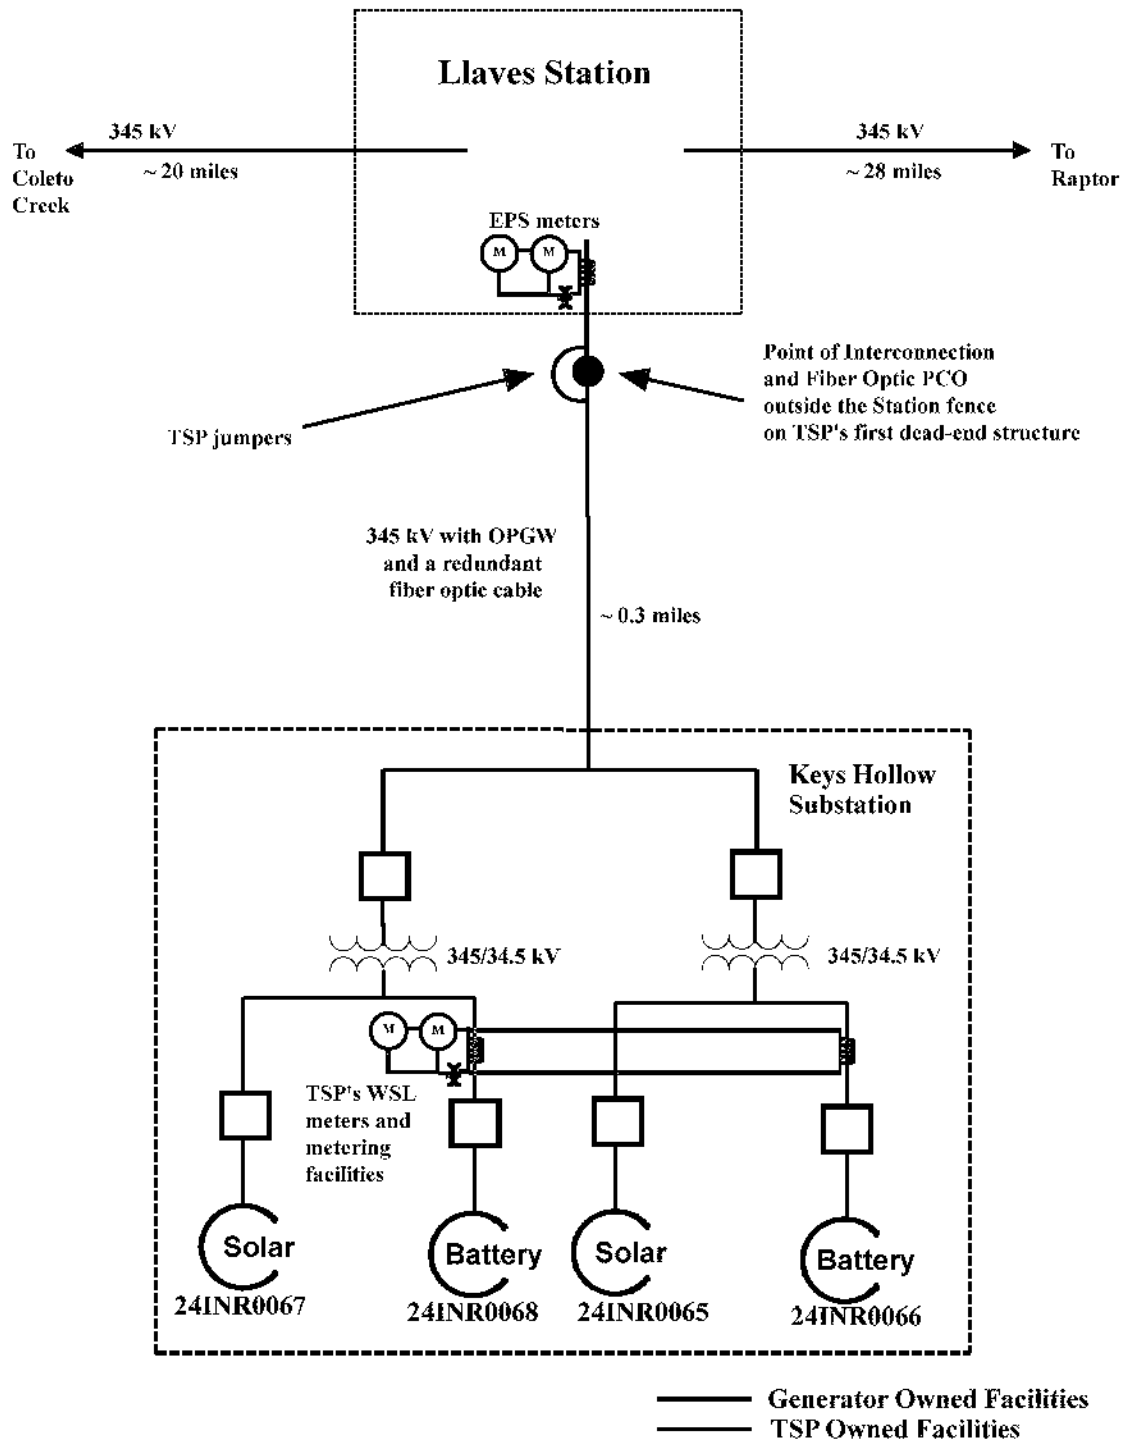 Llaves Station
345 kV
345 kV
To
Coleto
Creek
~ 20 miles
~ 28 miles
To
Raptor
EPS meters
M
M
Point of Interconnection
and Fiber Optic PCO
outside the Station fence
on TSP's first dead-end structure
TSP jumpers
345 kV with OPGW
and a redundant
fiber optic cable
~ 0.3 miles
Keys Hollow
Substation
345/34.5 kV
345/34.5 kV
M
M
TSP's WSL
meters and
metering
facilities
Solar
Battery
Solar
Battery
24INR0067
24INR0068
24INR0065
24INR0066
Generator Owned Facilities
TSP Owned Facilities